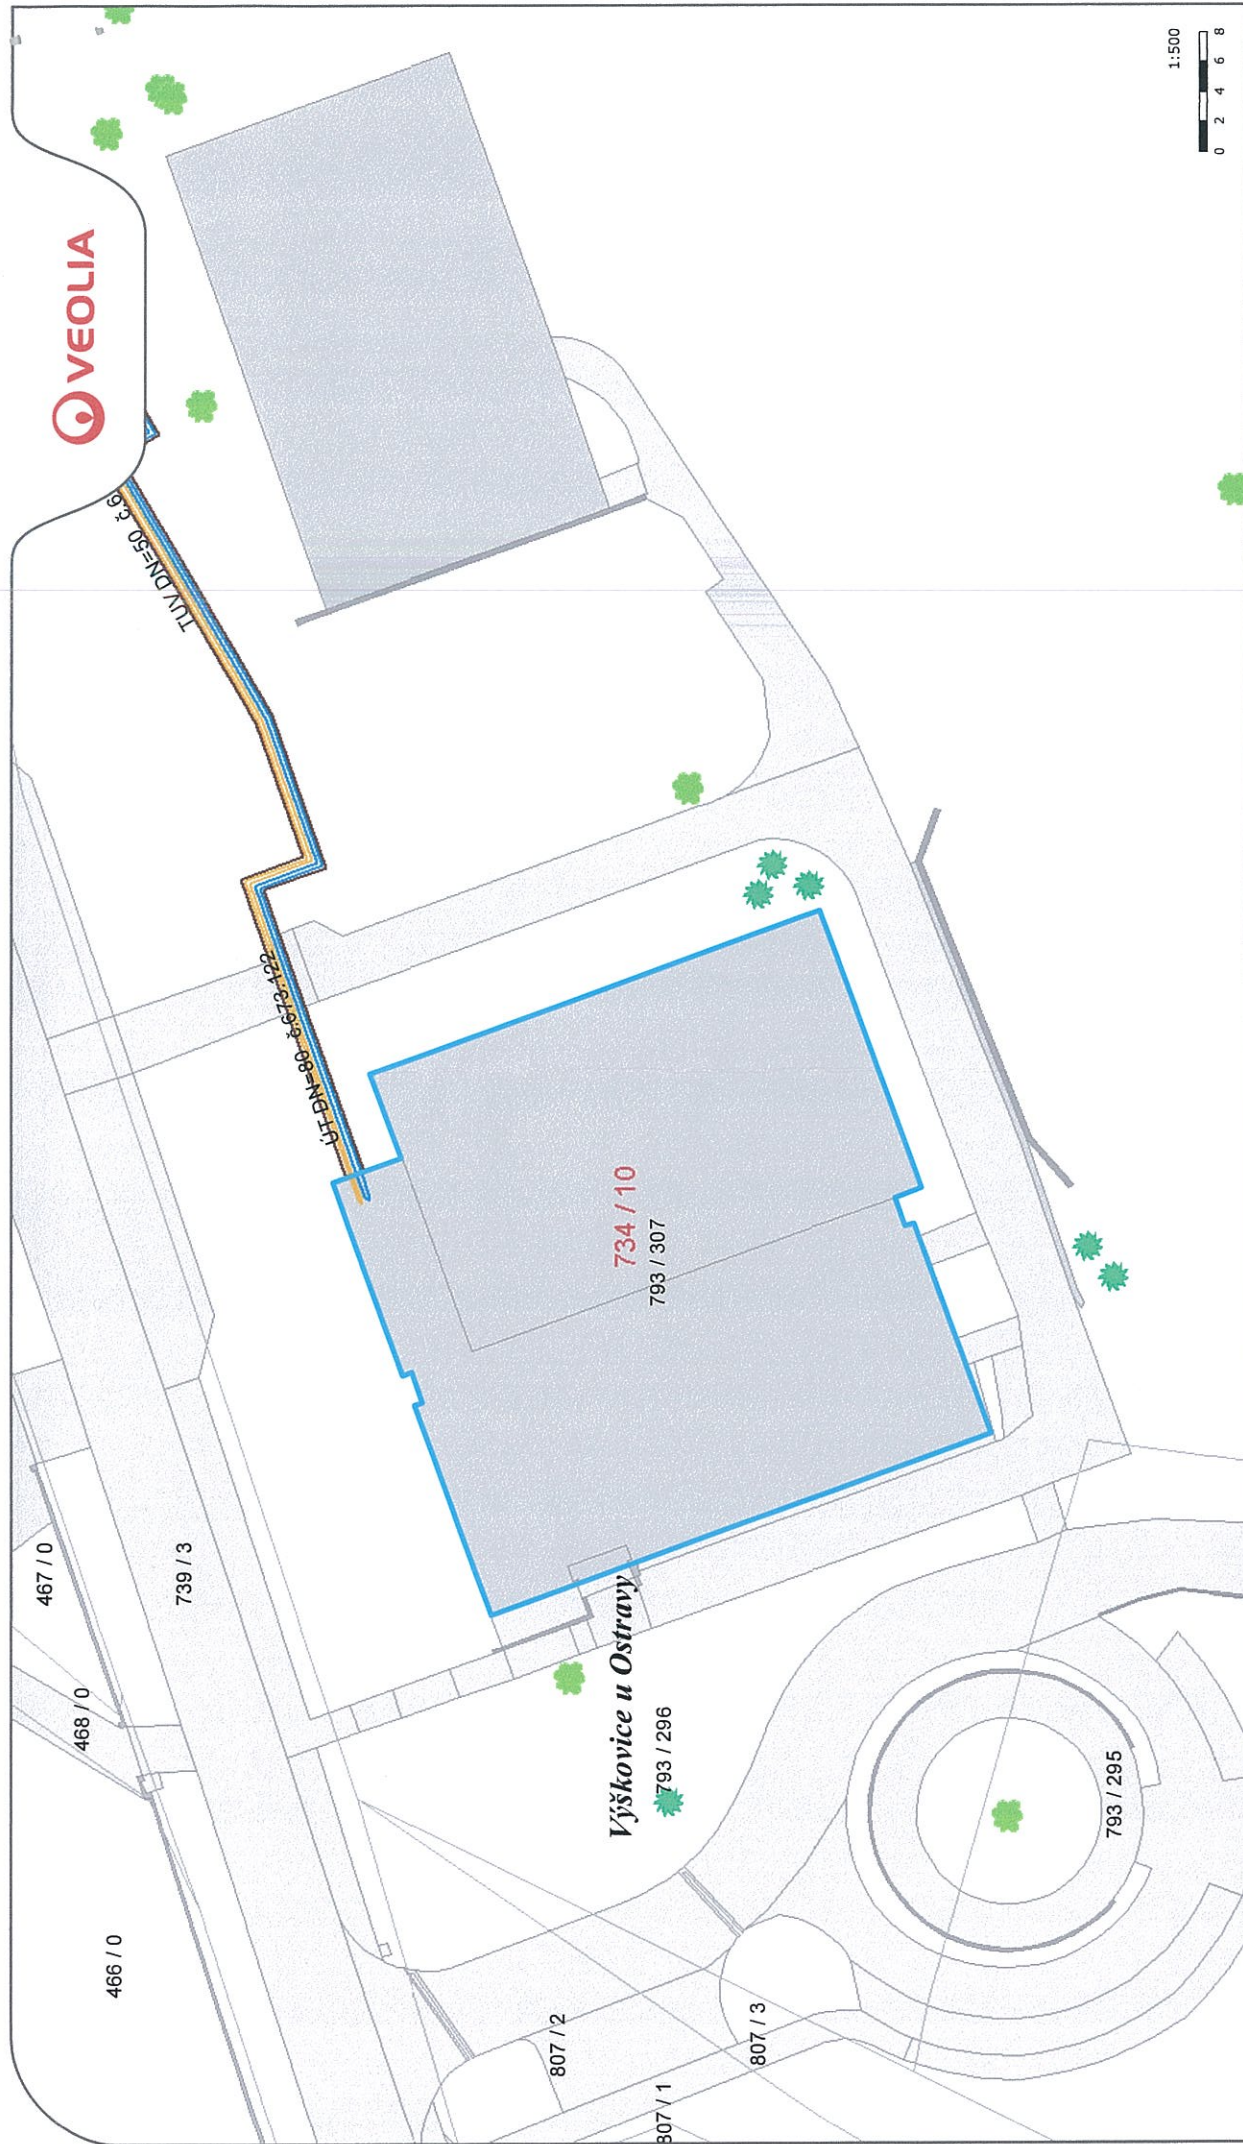 VEOLIA
TUV DN=50 č.6
ÚT DN=80 č.673.122
467 / 0
739 / 3
468 / 0
466 / 0
734 / 10
793 / 307
Výškovice u Ostravy
793 / 296
793 / 295
807 / 2
807 / 3
807 / 1
1:500
0 2 4 6 8